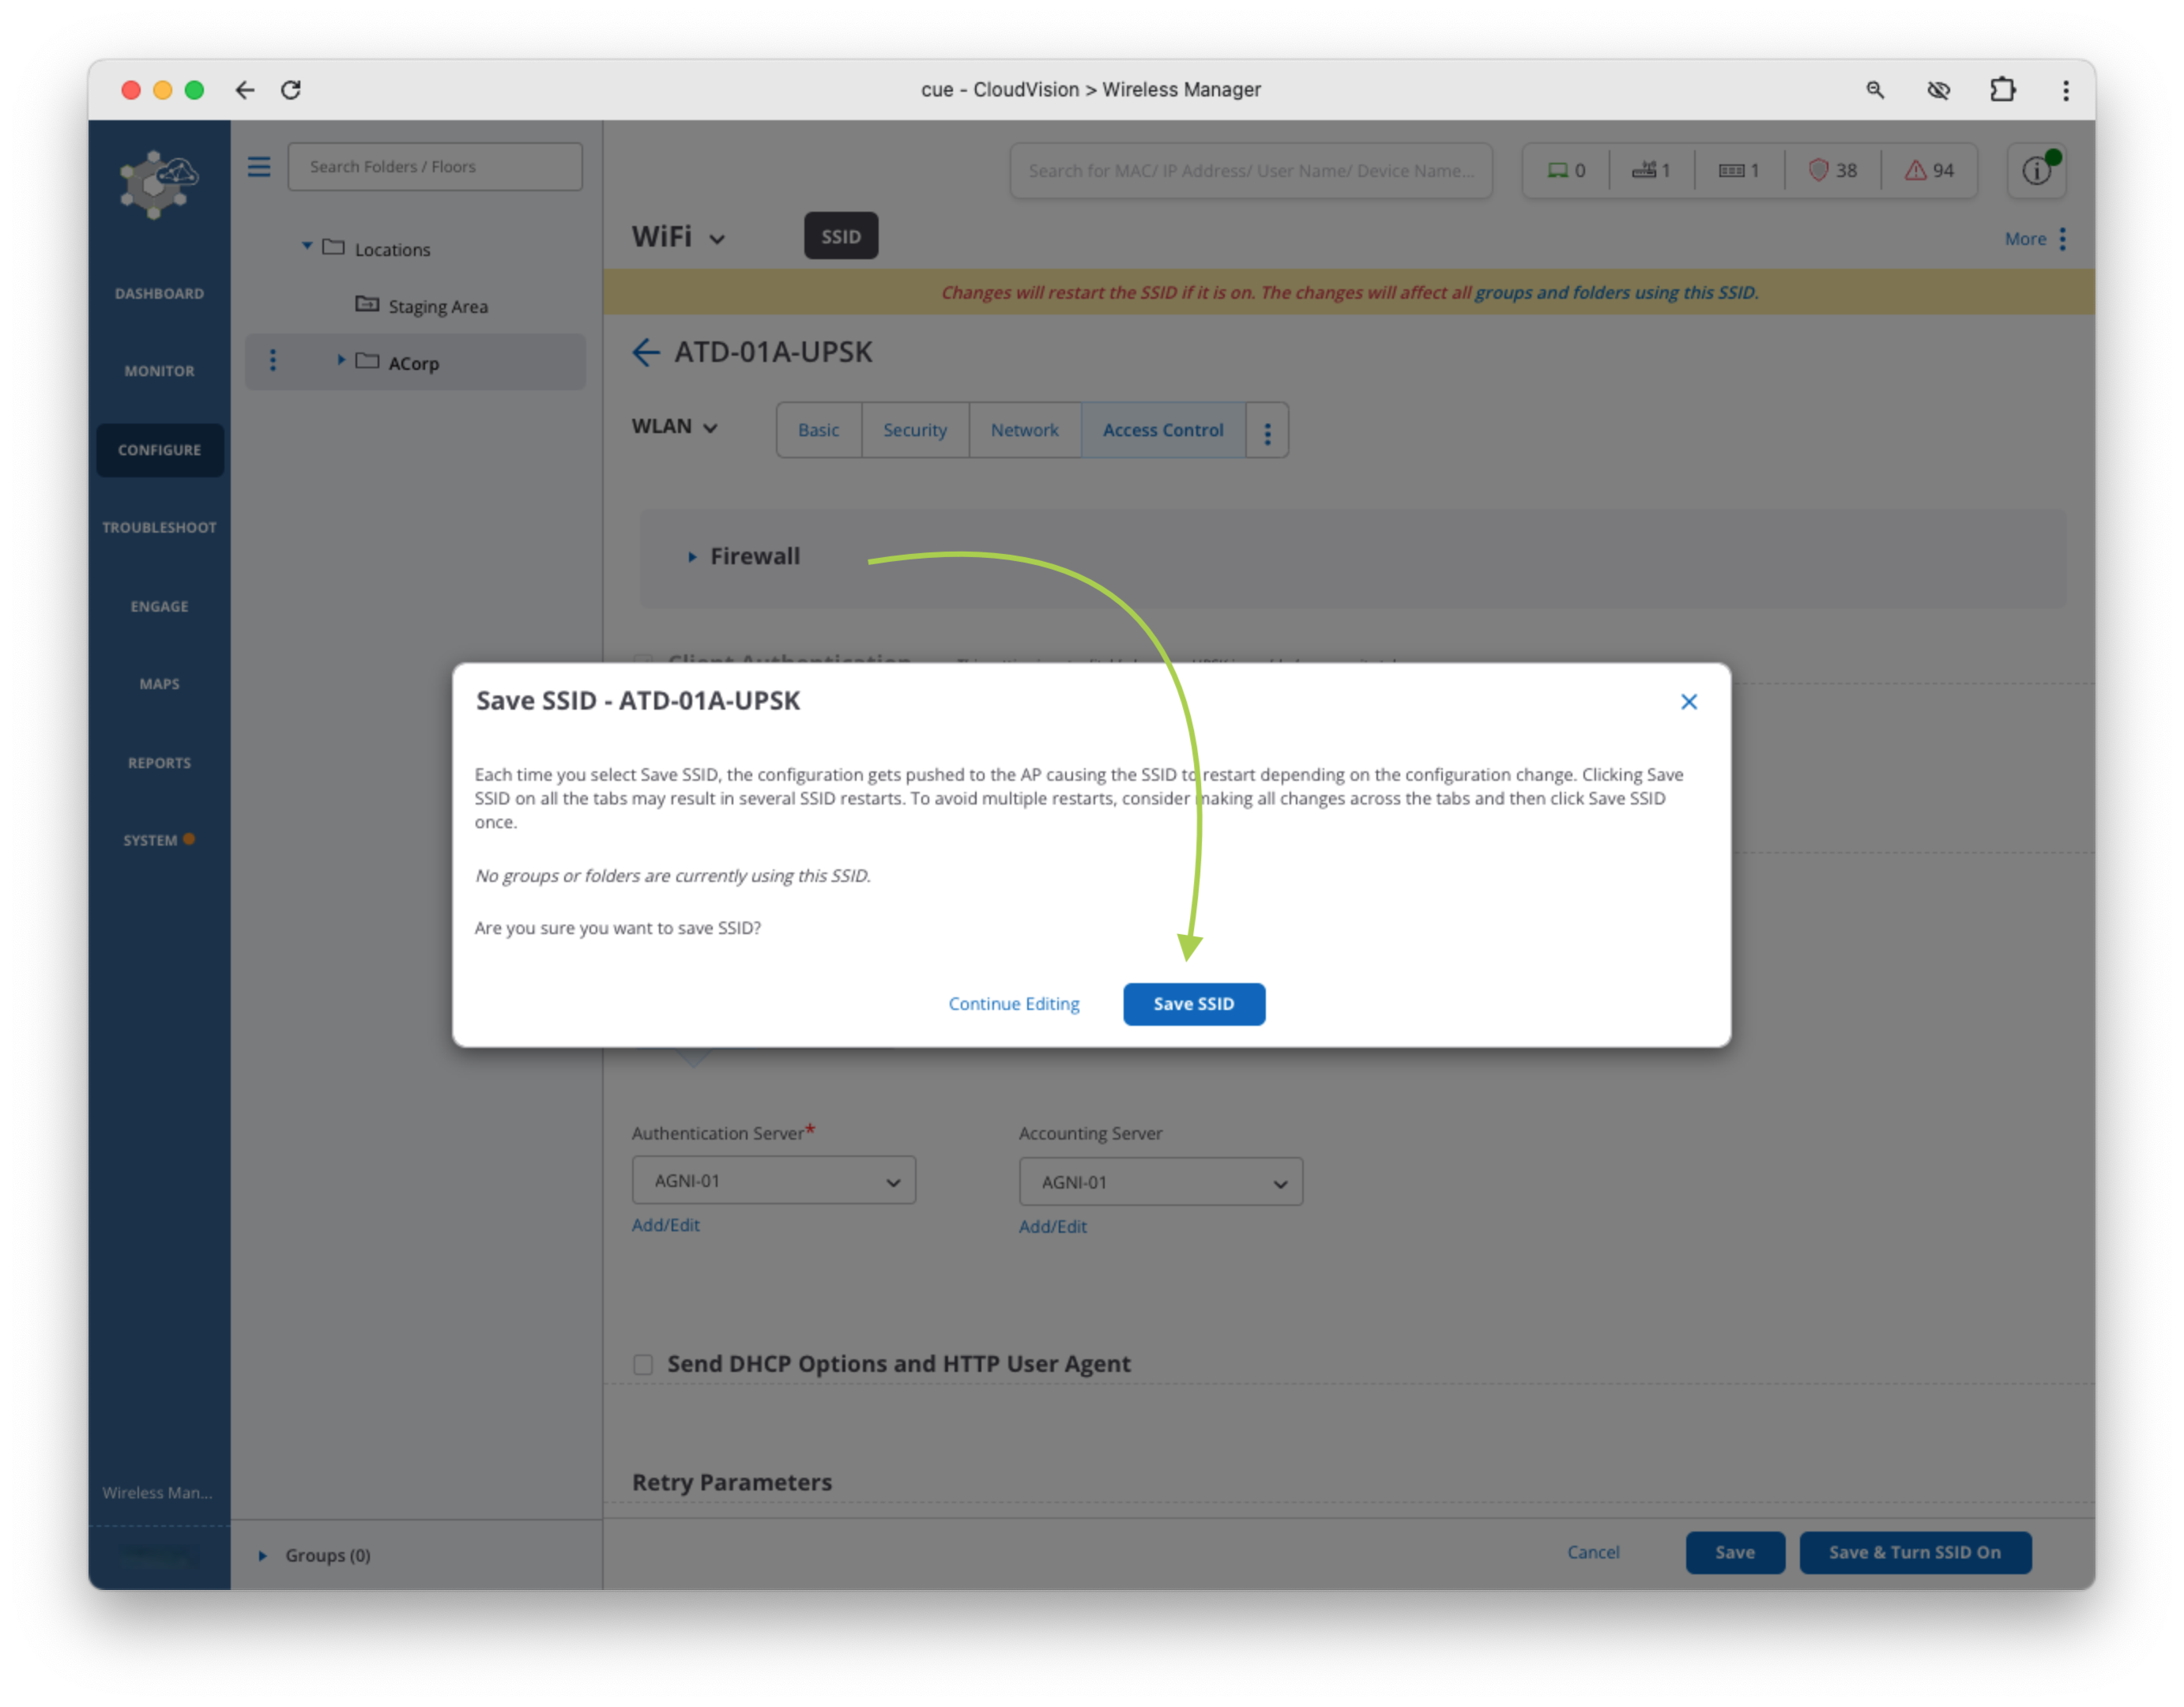 cue - CloudVision > Wireless Manager
Search Folders / Floors
Search for MAC/ IP Address/ User Name/ Device Name...
0
1
1
38
94
WiFi
SSID
More
Locations
Staging Area
ACorp
DASHBOARD
MONITOR
CONFIGURE
TROUBLESHOOT
ENGAGE
MAPS
REPORTS
SYSTEM
Changes will restart the SSID if it is on. The changes will affect all groups and folders using this SSID.
ATD-01A-UPSK
WLAN
Basic
Security
Network
Access Control
Firewall
Client Authentication
Save SSID - ATD-01A-UPSK
Each time you select Save SSID, the configuration gets pushed to the AP causing the SSID to restart depending on the configuration change. Clicking Save
SSID on all the tabs may result in several SSID restarts. To avoid multiple restarts, consider making all changes across the tabs and then click Save SSID
once.
No groups or folders are currently using this SSID.
Are you sure you want to save SSID?
Continue Editing
Save SSID
Authentication Server*
Accounting Server
AGNI-01
AGNI-01
Add/Edit
Add/Edit
Send DHCP Options and HTTP User Agent
Retry Parameters
Wireless Man...
Groups (0)
Cancel
Save
Save & Turn SSID On